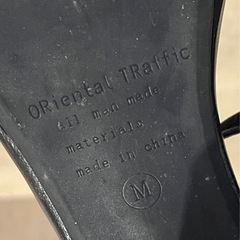 ORiental TRaffic
all man made
materials
made in china
M